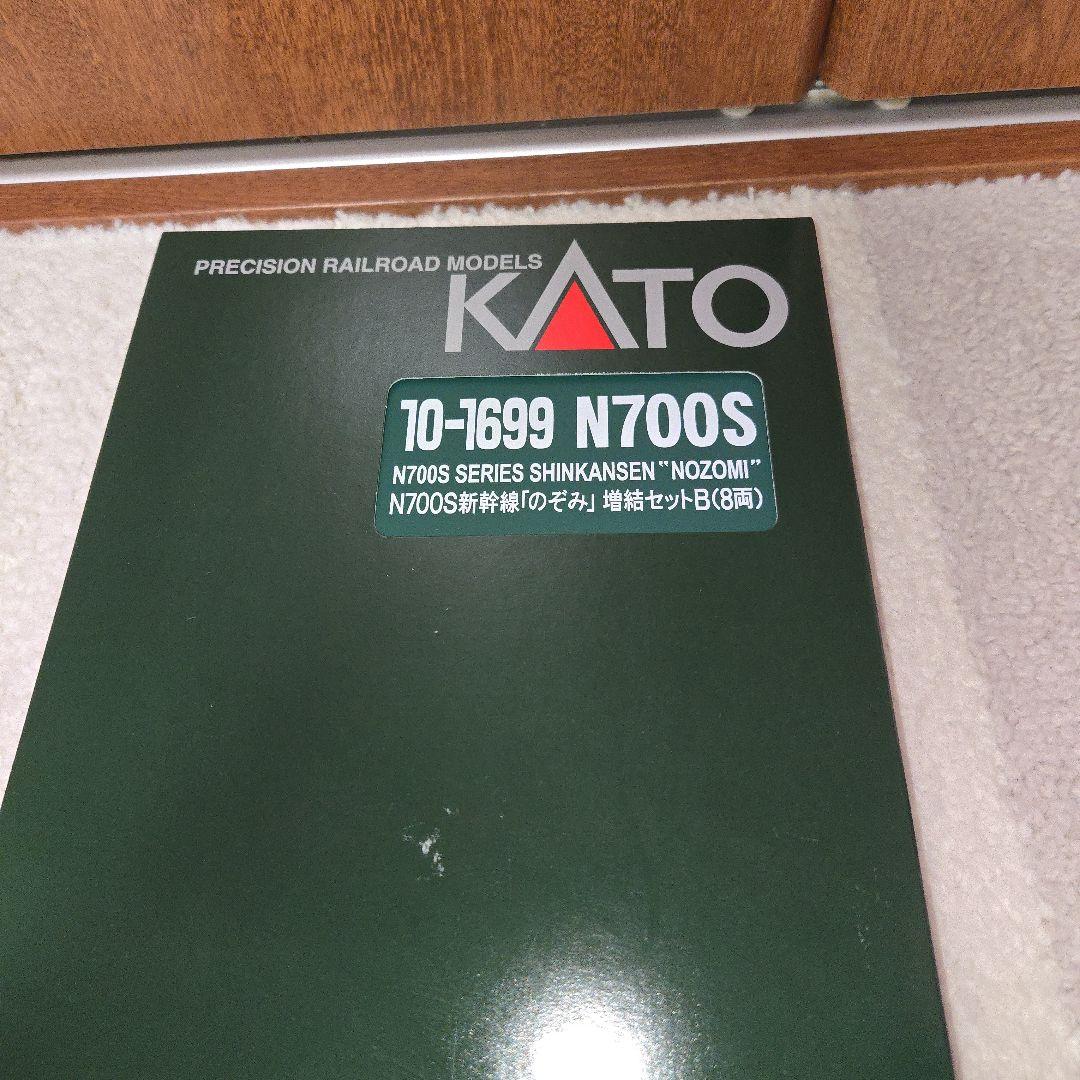 PRECISION RAILROAD MODELS
KATO
10-1699 N700S
N700S SERIES SHINKANSEN "NOZOMI"
N700S新幹線「のぞみ」 増結セットB(8両)